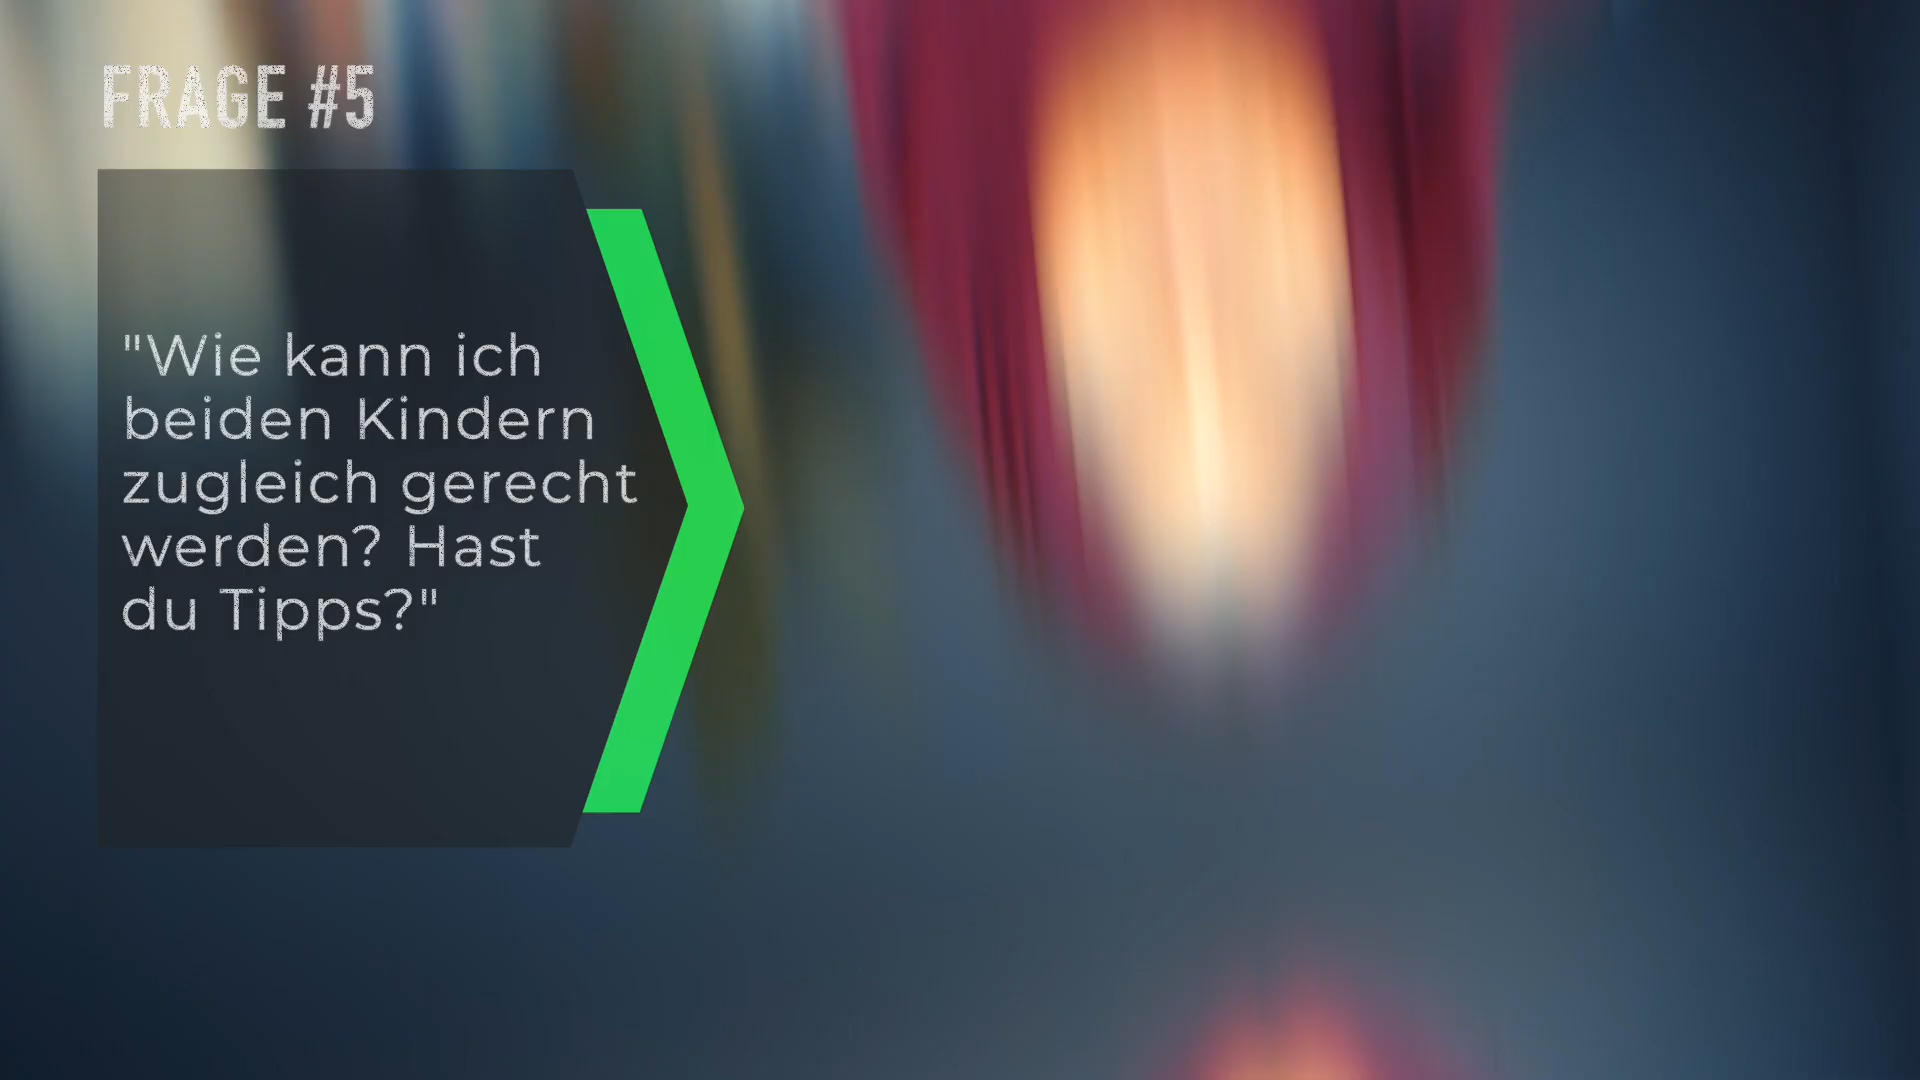 FRAGE #5
"Wie kann ich
beiden Kindern
zugleich gerecht
werden? Hast
du Tipps?"